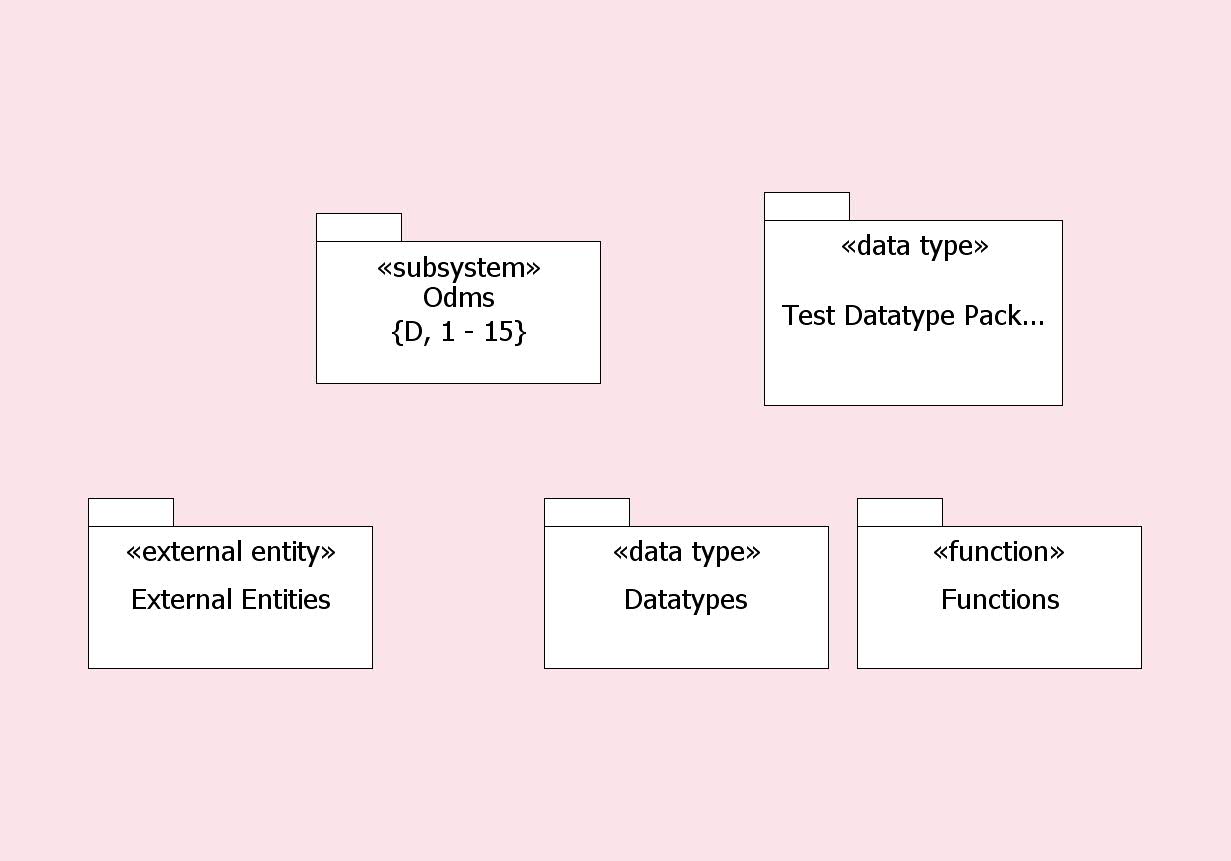 «subsystem»
Odms
{D, 1 - 15}
«data type»
Test Datatype Pack...
«external entity»
External Entities
«data type»
Datatypes
«function»
Functions